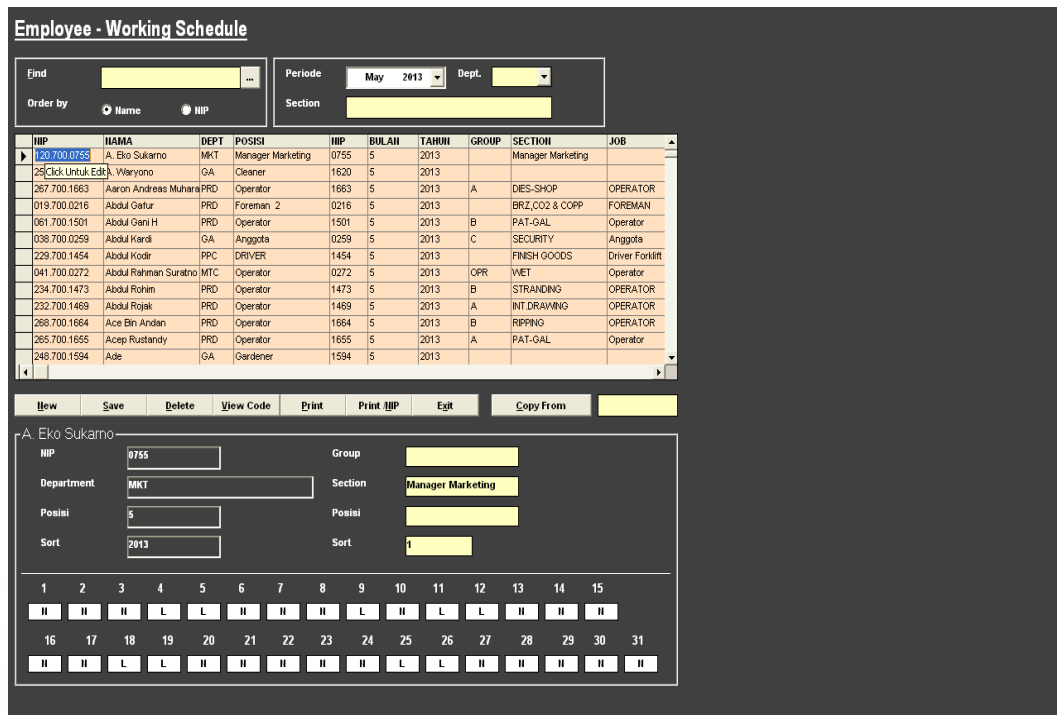 Employee - Working Schedule
Find ...
Order by Name NIP
Periode May 2013 Dept.
Section
NIP NAMA DEPT POSISI NIP BULAN TAHUN GROUP SECTION JOB
120.700.0755 A. Eko Sukarno MKT Manager Marketing 0755 5 2013 Manager Marketing
25 Click Untuk Edit A. Waryono GA Cleaner 1620 5 2013
267.700.1663 Aaron Andreas Muhara PRD Operator 1663 5 2013 A DIES-SHOP OPERATOR
019.700.0216 Abdul Gafur PRD Foreman 2 0216 5 2013 BRZ,CO2 & COPP FOREMAN
061.700.1501 Abdul Gani H PRD Operator 1501 5 2013 B PAT-GAL Operator
038.700.0259 Abdul Kardi GA Anggota 0259 5 2013 C SECURITY Anggota
229.700.1454 Abdul Kodir PPC DRIVER 1454 5 2013 FINISH GOODS Driver Forklift
041.700.0272 Abdul Rahman Suratno MTC Operator 0272 5 2013 OPR WET Operator
234.700.1473 Abdul Rohim PRD Operator 1473 5 2013 B STRANDING OPERATOR
232.700.1469 Abdul Rojak PRD Operator 1469 5 2013 A INT.DRAWING OPERATOR
268.700.1664 Ace Bin Andan PRD Operator 1664 5 2013 B RIPPING OPERATOR
265.700.1655 Acep Rustandy PRD Operator 1655 5 2013 A PAT-GAL Operator
248.700.1594 Ade GA Gardener 1594 5 2013
New Save Delete View Code Print Print /NIP Exit Copy From
A. Eko Sukarno
NIP 0755 Group
Department MKT Section Manager Marketing
Posisi 5 Posisi
Sort 2013 Sort 1
1 2 3 4 5 6 7 8 9 10 11 12 13 14 15
N N N L L N N N L N L L N N N
16 17 18 19 20 21 22 23 24 25 26 27 28 29 30 31
N N L L N N N N N L L N N N N N